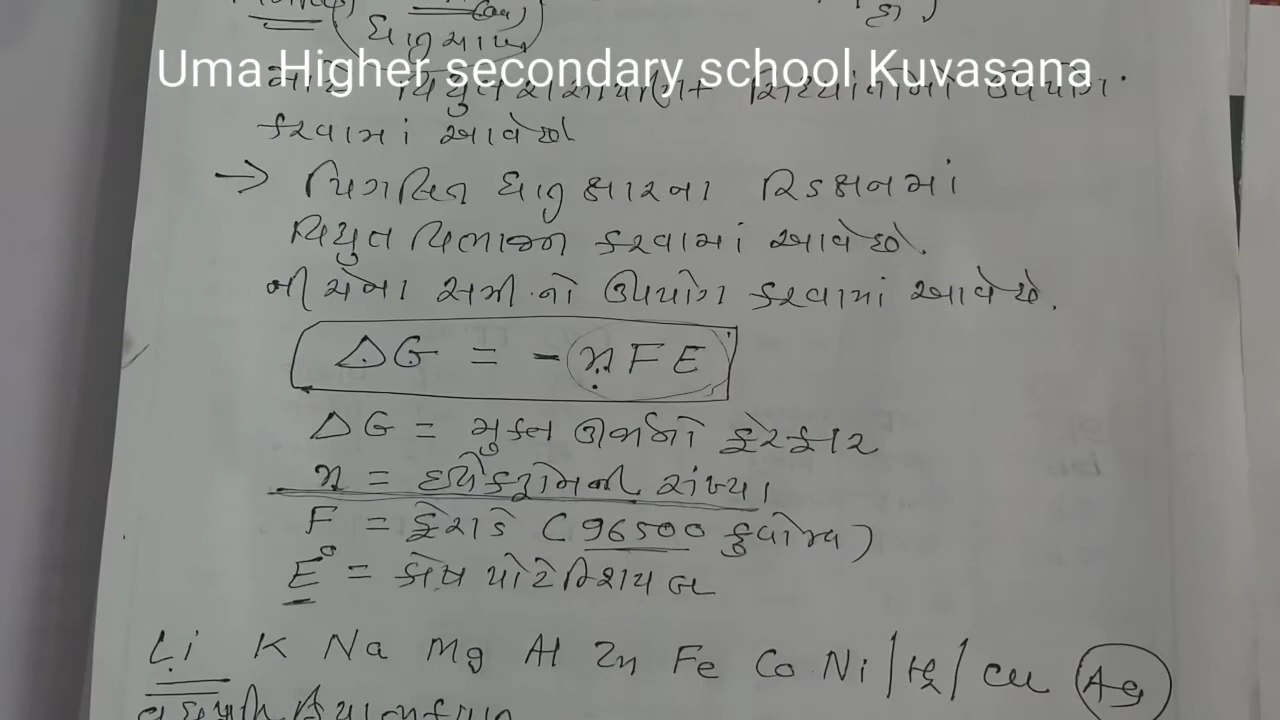 (ધાતુમાપ)
Uma Higher secondary school Kuvasana
માટે વિદ્યુત રાસાયણિક સિધ્ધાંતોનો ઉપયોગ
કરવામાં આવે છે
→ પિગલિત ધાતુ ક્ષારના રિડક્ષનમાં
વિદ્યુત વિભાજન કરવામાં આવે છે.
નીચેના સમી.નો ઉપયોગ કરવામાં આવે છે.
ΔG = - nFE
ΔG = મુક્ત ઊર્જાનો ફેરફાર
n = ઇલેક્ટ્રોનની સંખ્યા
F = ફેરાડે (96500 કુલોમ્બ)
E° = કોષ પોટેન્શિયલ
Li K Na Mg Al Zn Fe Co Ni /H2/ Cu Ag